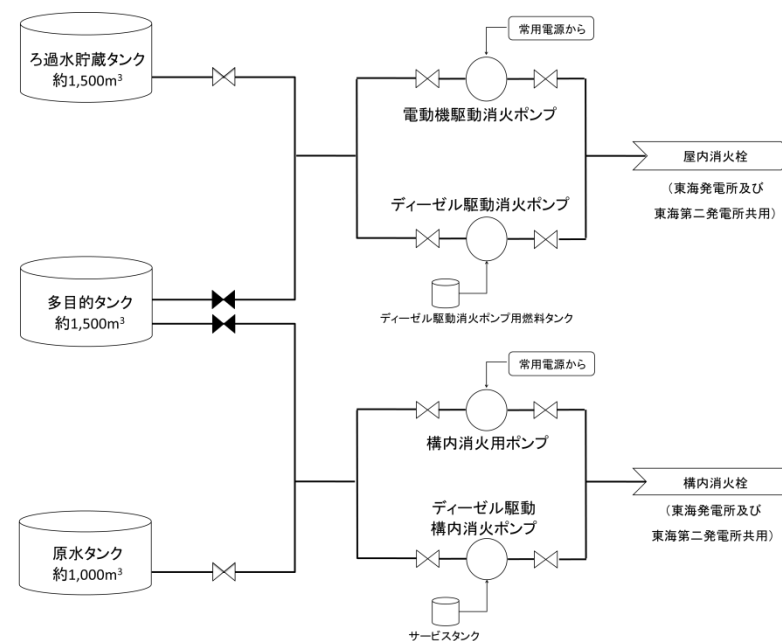 ろ過水貯蔵タンク
約1,500m³
常用電源から
電動機駆動消火ポンプ
屋内消火栓
（東海発電所及び
東海第二発電所共用）
ディーゼル駆動消火ポンプ
ディーゼル駆動消火ポンプ用燃料タンク
多目的タンク
約1,500m³
常用電源から
構内消火用ポンプ
構内消火栓
（東海発電所及び
東海第二発電所共用）
ディーゼル駆動
構内消火ポンプ
原水タンク
約1,000m³
サービスタンク